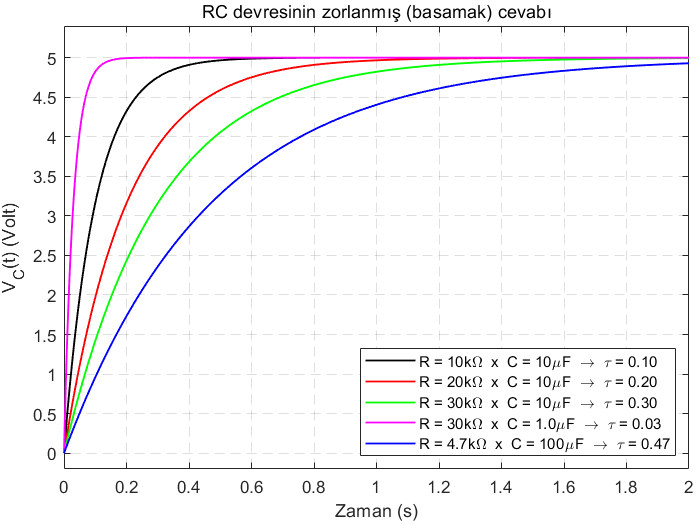 RC devresinin zorlanmış (basamak) cevabı
V_C(t) (Volt)
5
4.5
4
3.5
3
2.5
2
1.5
1
0.5
0
R = 10kΩ x C = 10μF → τ = 0.10
R = 20kΩ x C = 10μF → τ = 0.20
R = 30kΩ x C = 10μF → τ = 0.30
R = 30kΩ x C = 1.0μF → τ = 0.03
R = 4.7kΩ x C = 100μF → τ = 0.47
0 0.2 0.4 0.6 0.8 1 1.2 1.4 1.6 1.8 2
Zaman (s)